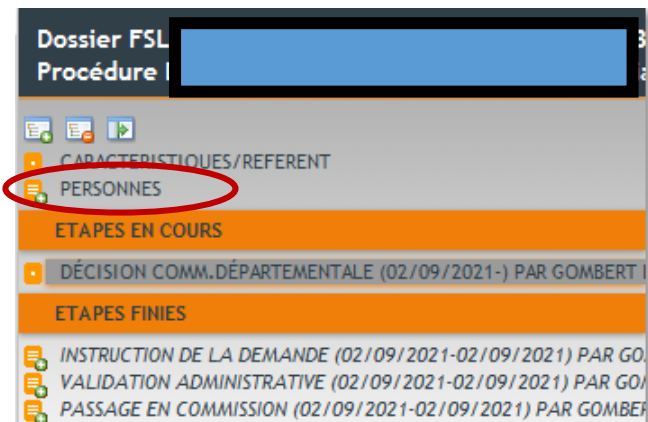 Dossier FSL
Procédure
CARACTERISTIQUES/REFERENT
PERSONNES
ETAPES EN COURS
DÉCISION COMM.DÉPARTEMENTALE (02/09/2021-) PAR GOMBERT
ETAPES FINIES
INSTRUCTION DE LA DEMANDE (02/09/2021-02/09/2021) PAR GO
VALIDATION ADMINISTRATIVE (02/09/2021-02/09/2021) PAR GO
PASSAGE EN COMMISSION (02/09/2021-02/09/2021) PAR GOMBER